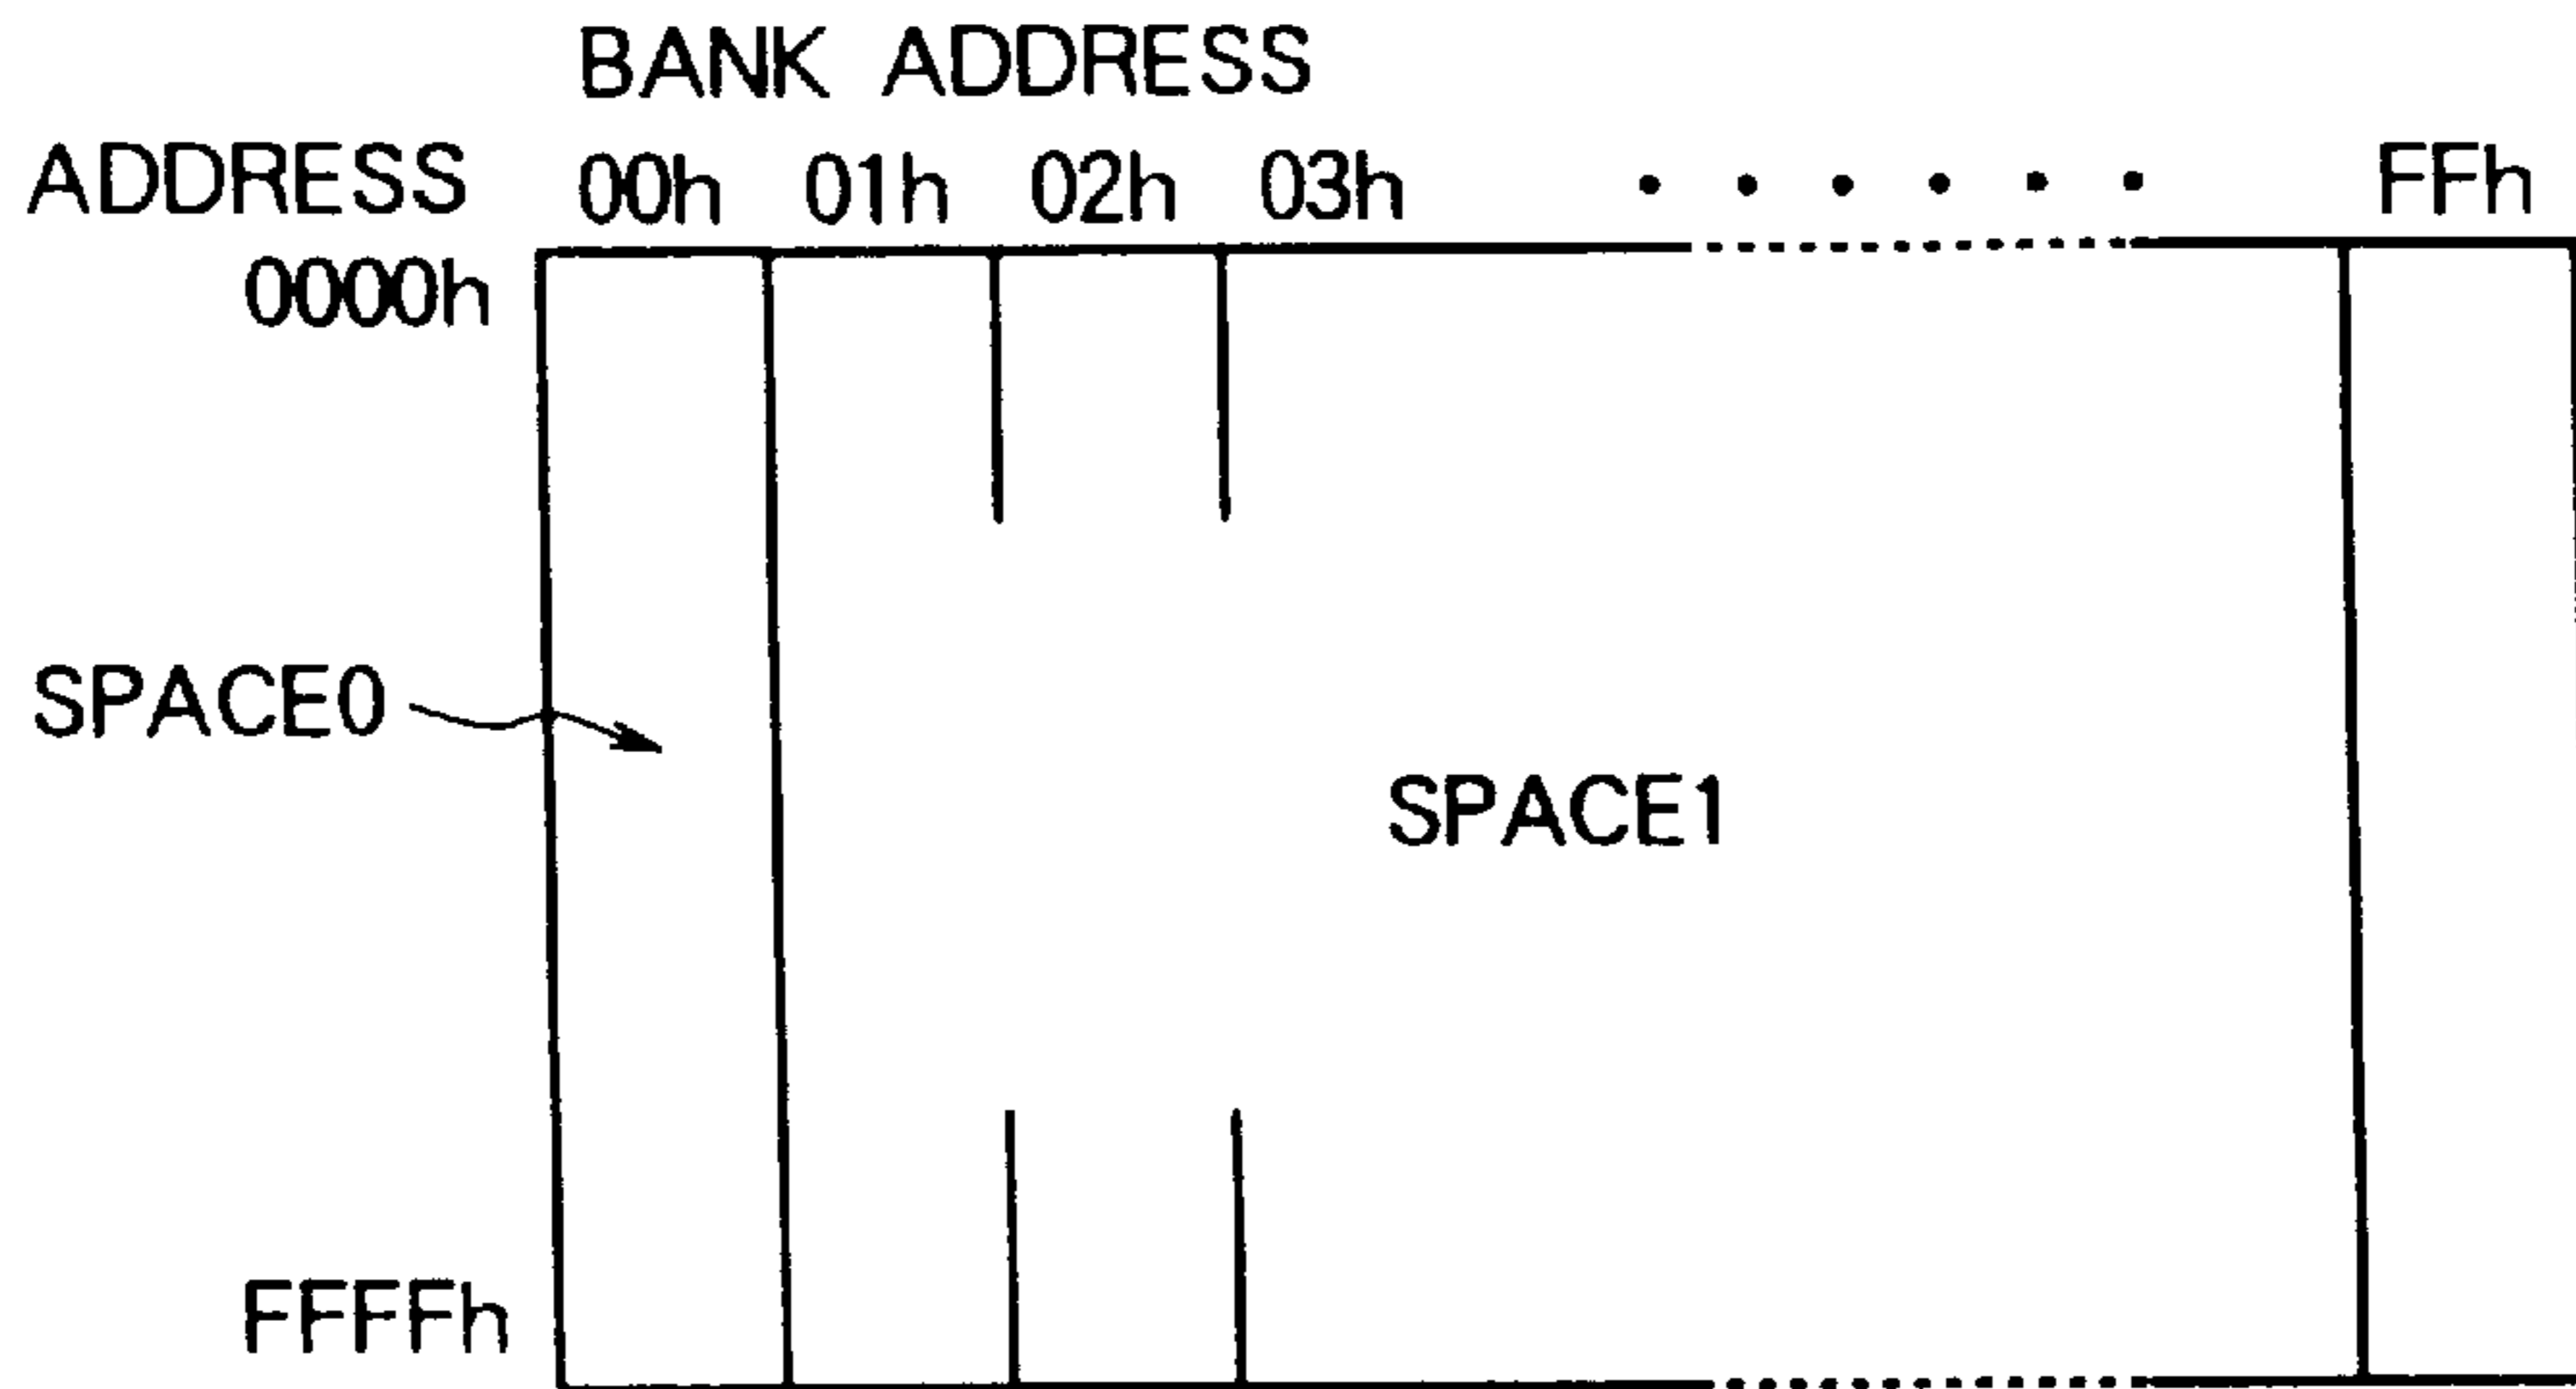 BANK ADDRESS
ADDRESS 00h 01h 02h 03h · · · · · · FFh
0000h
SPACE0
SPACE1
FFFFh